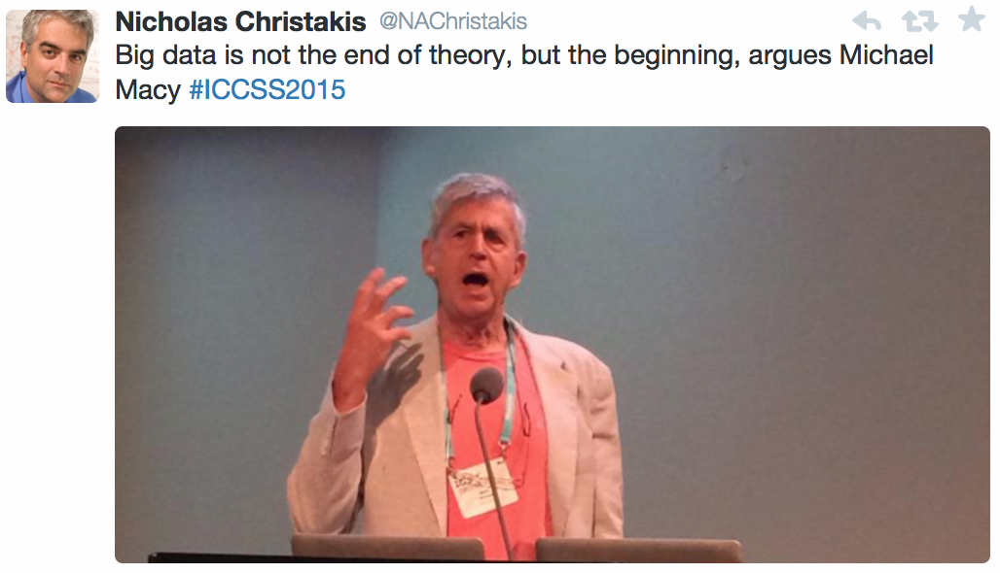 Nicholas Christakis @NAChristakis
Big data is not the end of theory, but the beginning, argues Michael
Macy #ICCSS2015